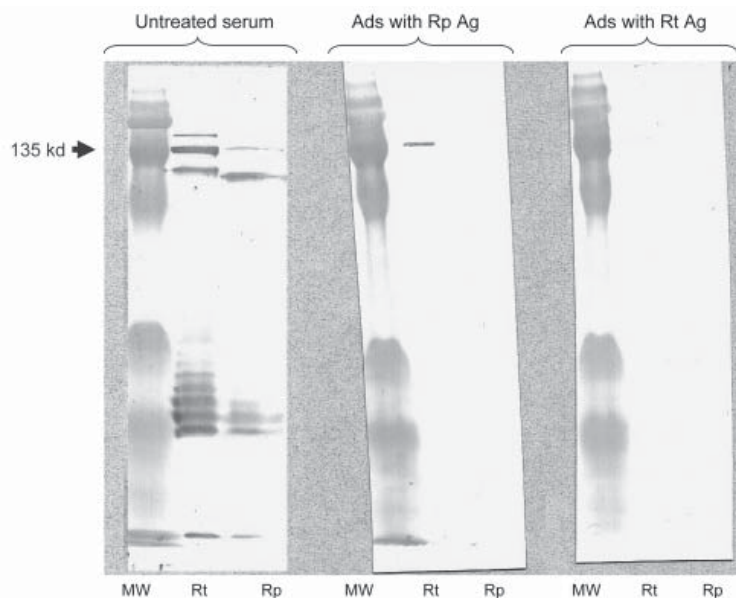 Untreated serum
Ads with Rp Ag
Ads with Rt Ag
135 kd
MW Rt Rp MW Rt Rp MW Rt Rp